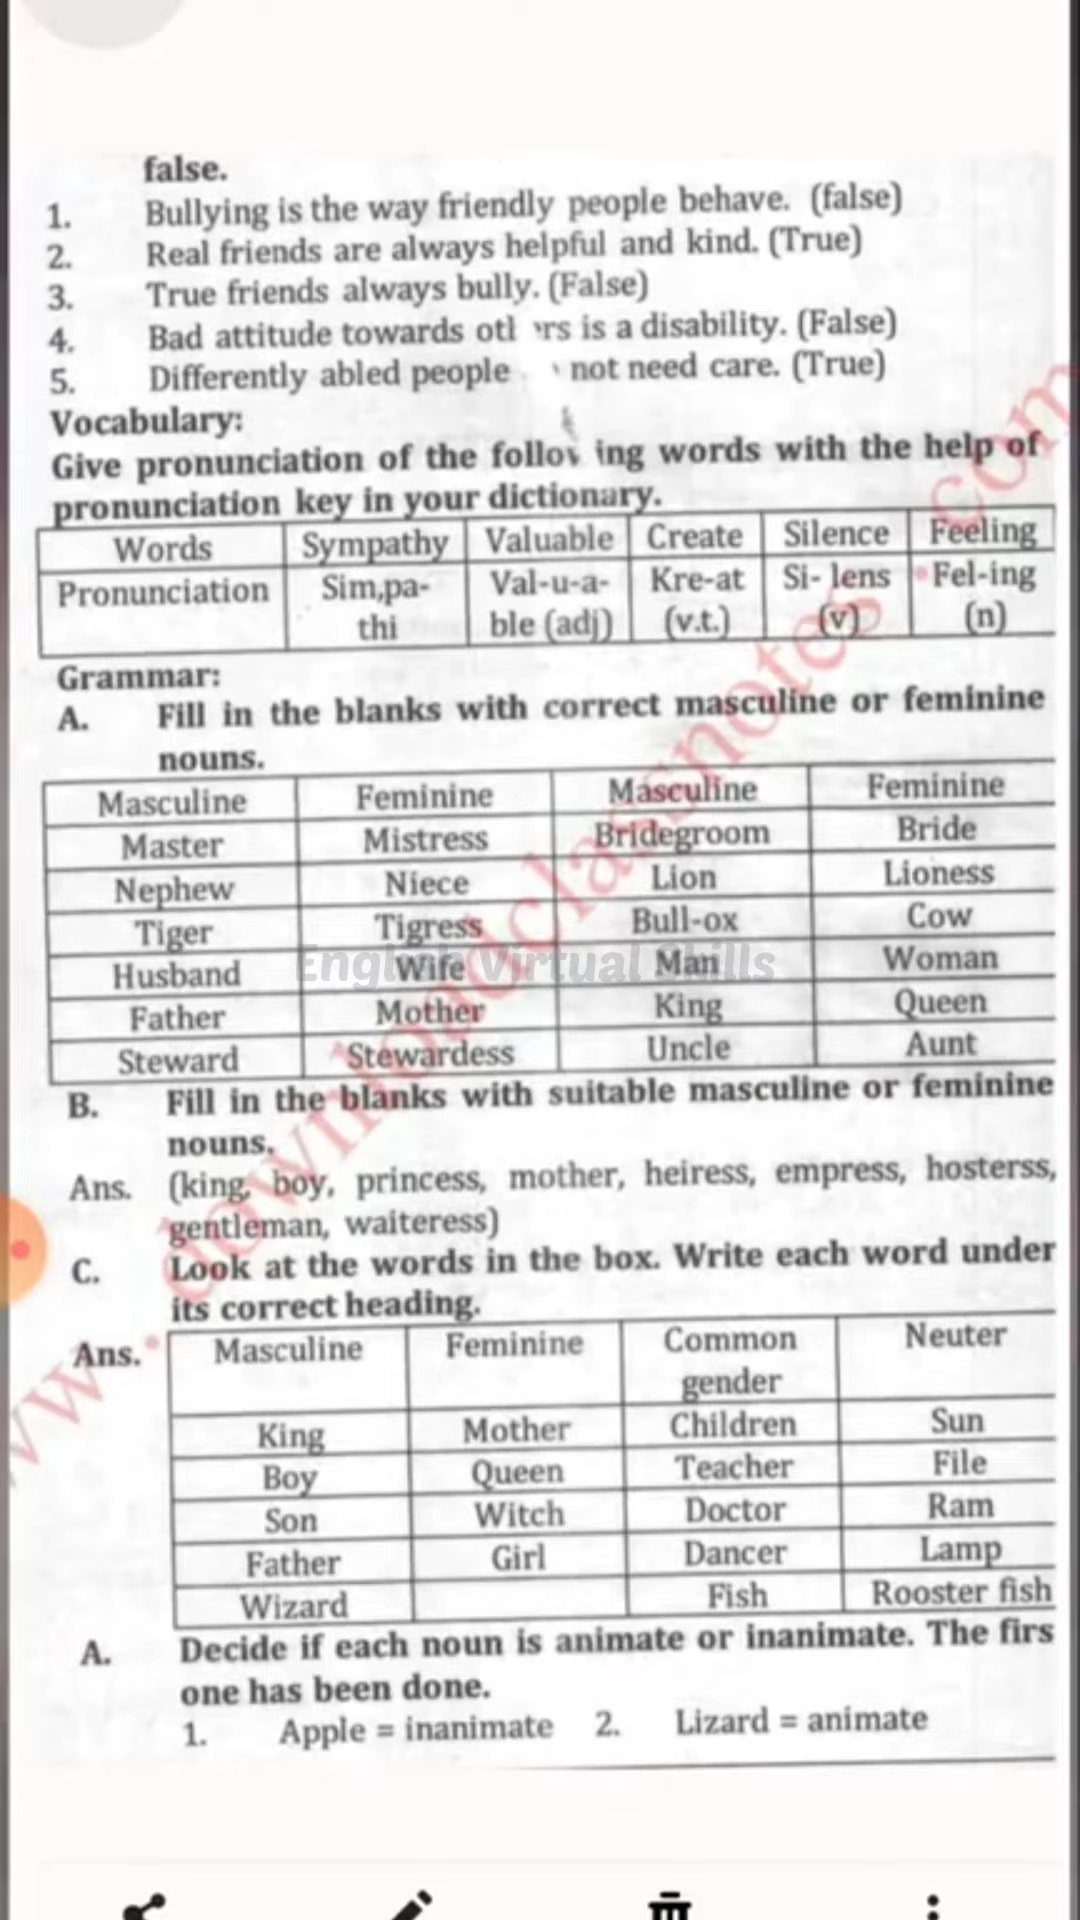 false.
1. Bullying is the way friendly people behave. (false)
2. Real friends are always helpful and kind. (True)
3. True friends always bully. (False)
4. Bad attitude towards otl ers is a disability. (False)
5. Differently abled people not need care. (True)
Vocabulary:
Give pronunciation of the following words with the help of
pronunciation key in your dictionary.
Words Sympathy Valuable Create Silence Feeling
Pronunciation Sim,pa- Val-u-a- Kre-at Si- lens Fel-ing
thi ble (adj) (v.t.) (v) (n)
Grammar:
A. Fill in the blanks with correct masculine or feminine
nouns.
Masculine Feminine Masculine Feminine
Master Mistress Bridegroom Bride
Nephew Niece Lion Lioness
Tiger Tigress Bull-ox Cow
Husband Wife Man Woman
Father Mother King Queen
Steward Stewardess Uncle Aunt
B. Fill in the blanks with suitable masculine or feminine
nouns.
Ans. (king, boy, princess, mother, heiress, empress, hosterss,
gentleman, waiteress)
C. Look at the words in the box. Write each word under
its correct heading.
Ans. Masculine Feminine Common Neuter
gender
King Mother Children Sun
Boy Queen Teacher File
Son Witch Doctor Ram
Father Girl Dancer Lamp
Wizard Fish Rooster fish
A. Decide if each noun is animate or inanimate. The firs
one has been done.
1. Apple = inanimate 2. Lizard = animate
English Virtual Skills
www.downloadclassnotes.com